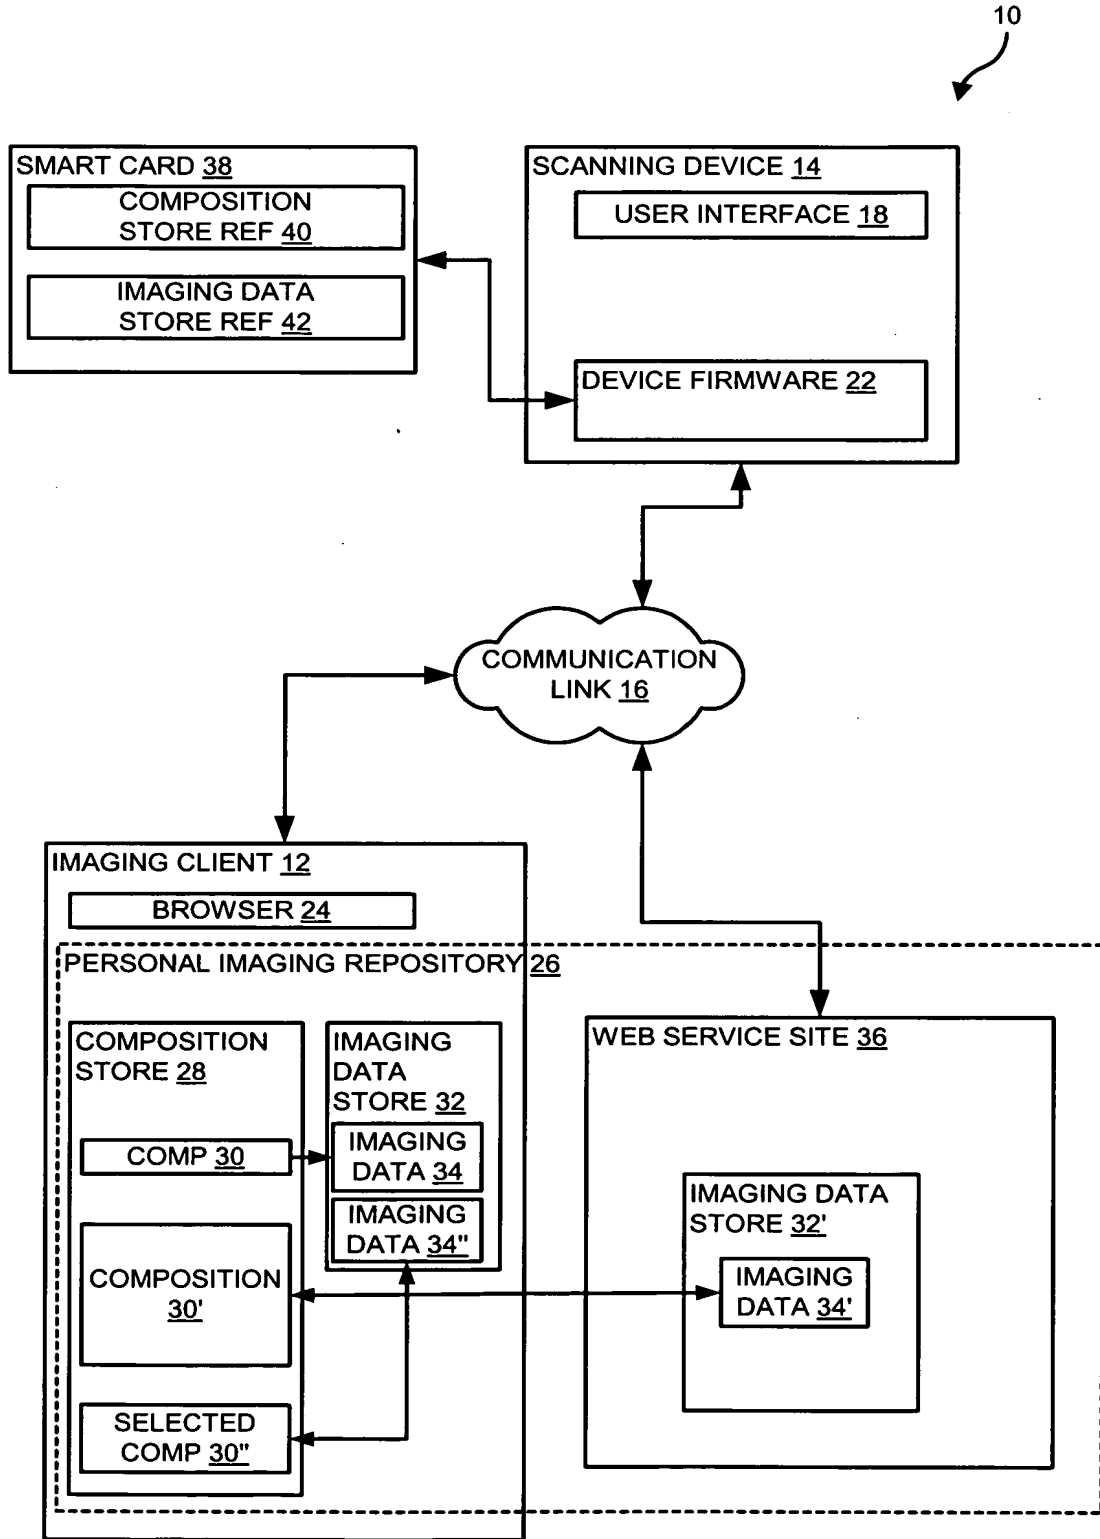 10
SMART CARD 38
COMPOSITION
STORE REF 40
IMAGING DATA
STORE REF 42
SCANNING DEVICE 14
USER INTERFACE 18
DEVICE FIRMWARE 22
COMMUNICATION
LINK 16
IMAGING CLIENT 12
BROWSER 24
PERSONAL IMAGING REPOSITORY 26
COMPOSITION
STORE 28
COMP 30
COMPOSITION
30'
SELECTED
COMP 30"
IMAGING
DATA
STORE 32
IMAGING
DATA 34
IMAGING
DATA 34"
WEB SERVICE SITE 36
IMAGING DATA
STORE 32'
IMAGING
DATA 34'